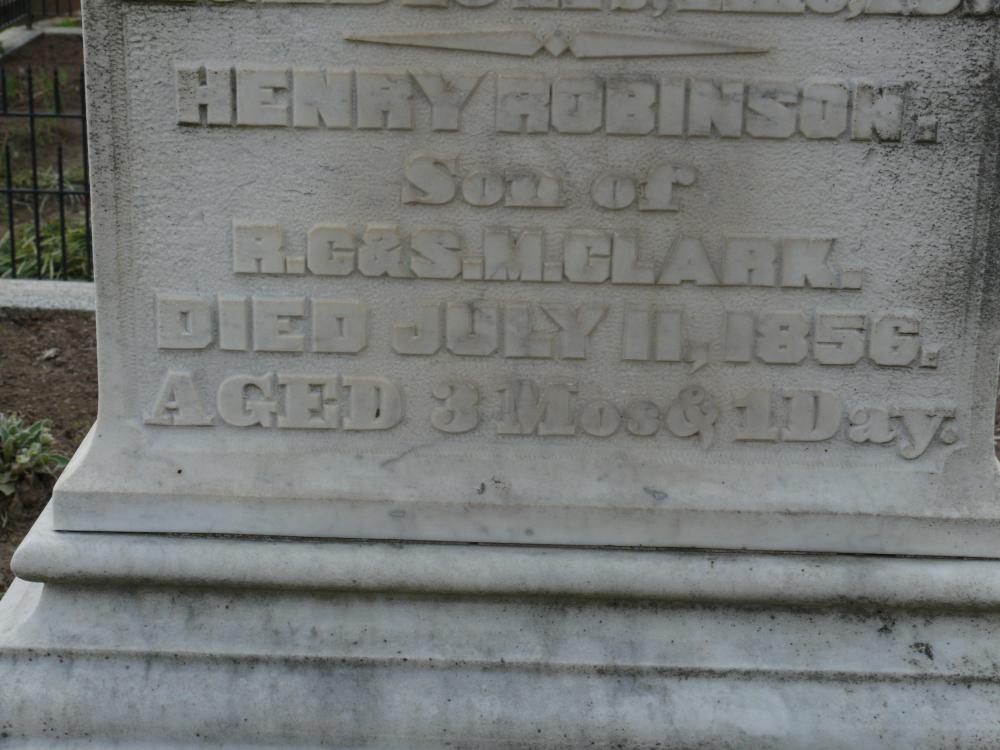 HENRY ROBINSON.
Son of
R.C. & S.M. CLARK.
DIED JULY 11, 1856.
AGED 3 Mos & 1 Day.